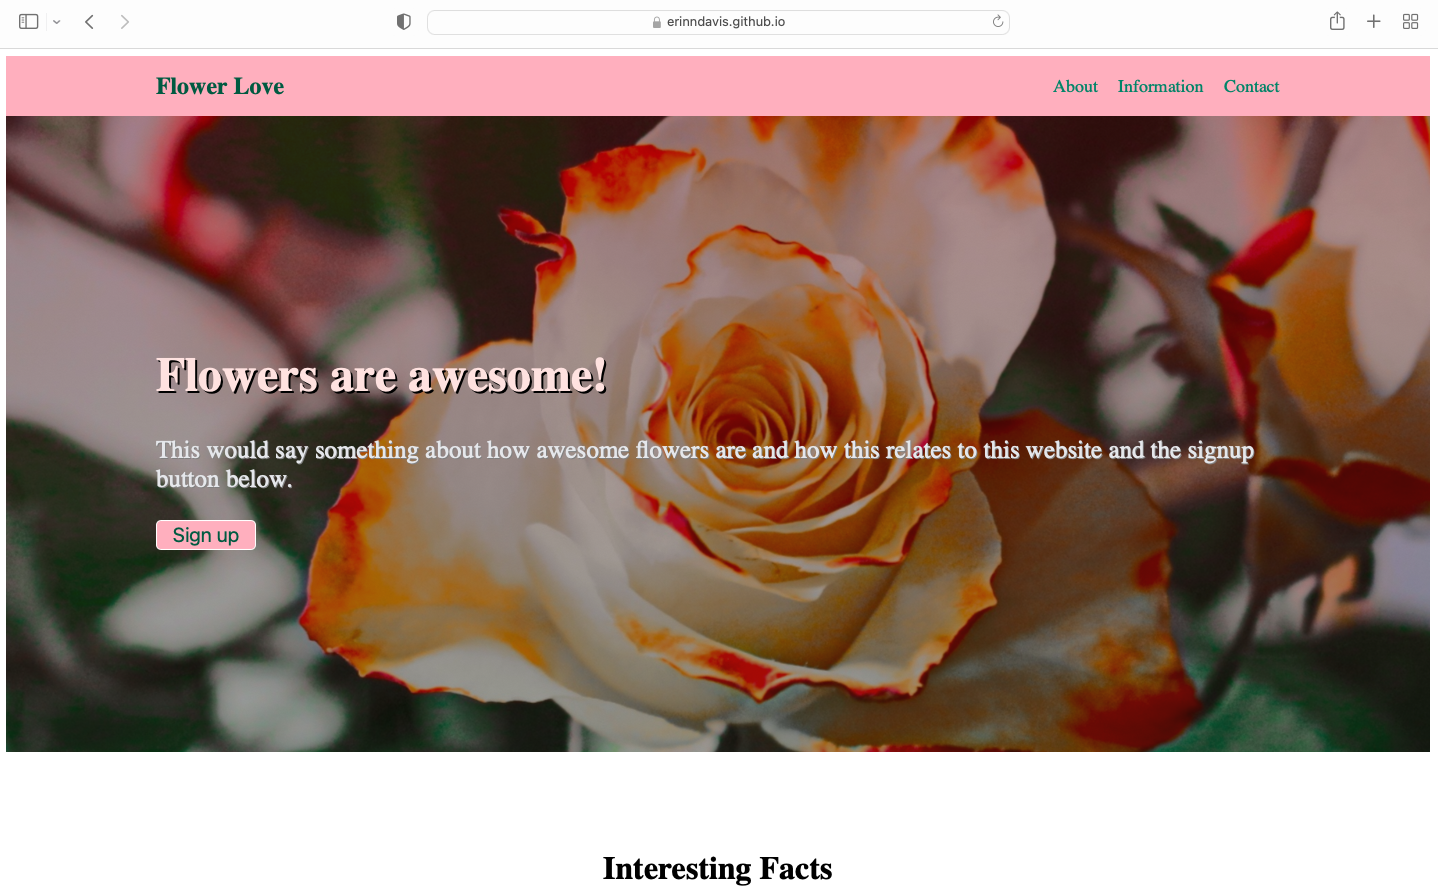 erinndavis.github.io
Flower Love
About Information Contact
Flowers are awesome!
This would say something about how awesome flowers are and how this relates to this website and the signup
button below.
Sign up
Interesting Facts